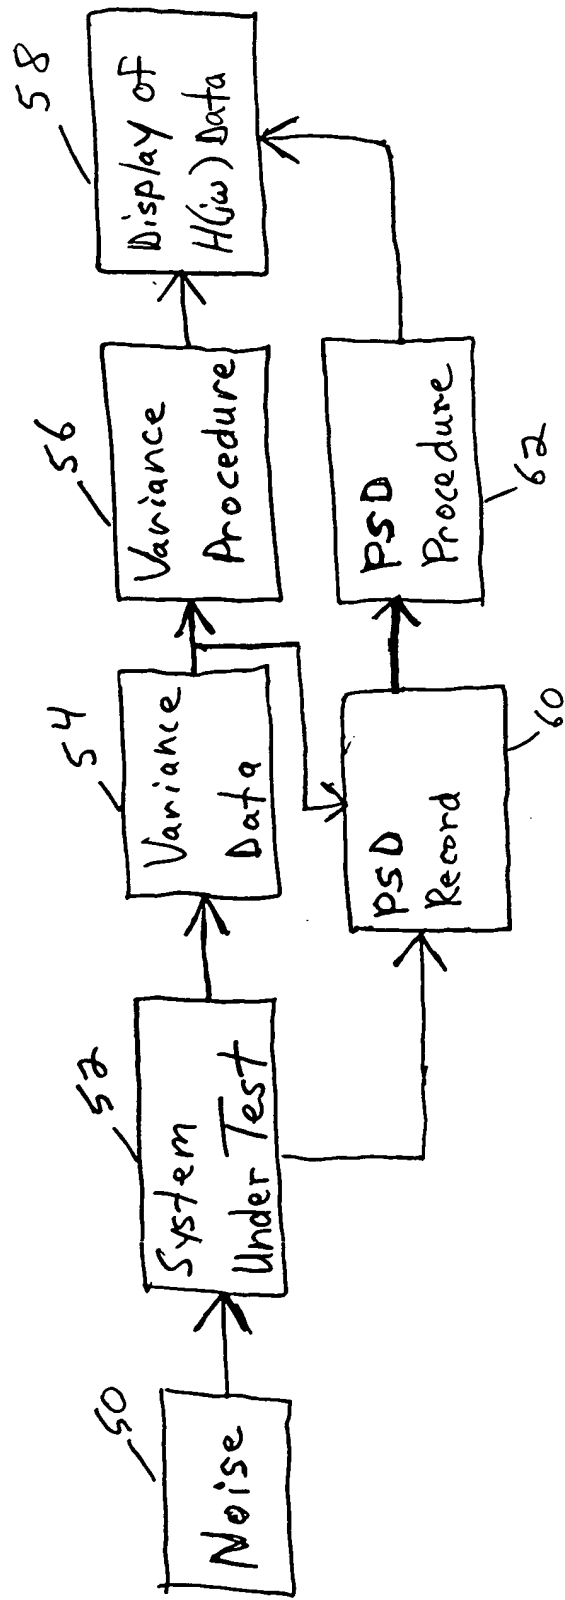 50
Noise
52
System
Under Test
54
Variance
Data
56
Variance
Procedure
58
Display of
H(jω) Data
PSD
Record
60
PSD
Procedure
62